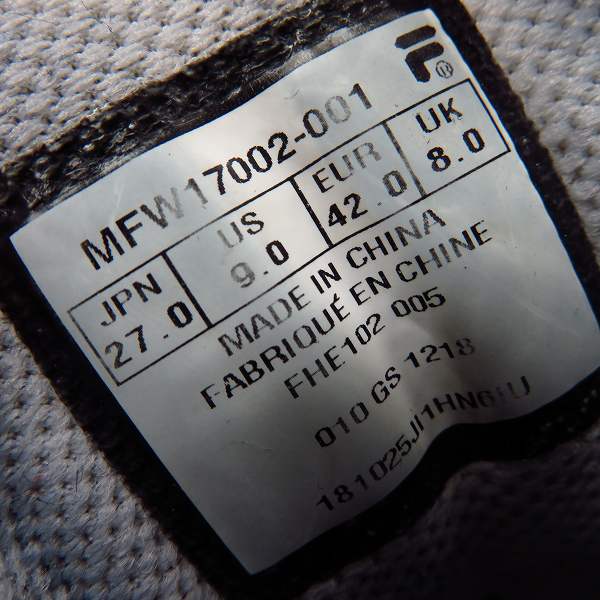 F®
MFW17002-001
JPN US EUR UK
27.0 9.0 42.0 8.0
MADE IN CHINA
FABRIQUÉ EN CHINE
FHE102 005
010 GS 1218